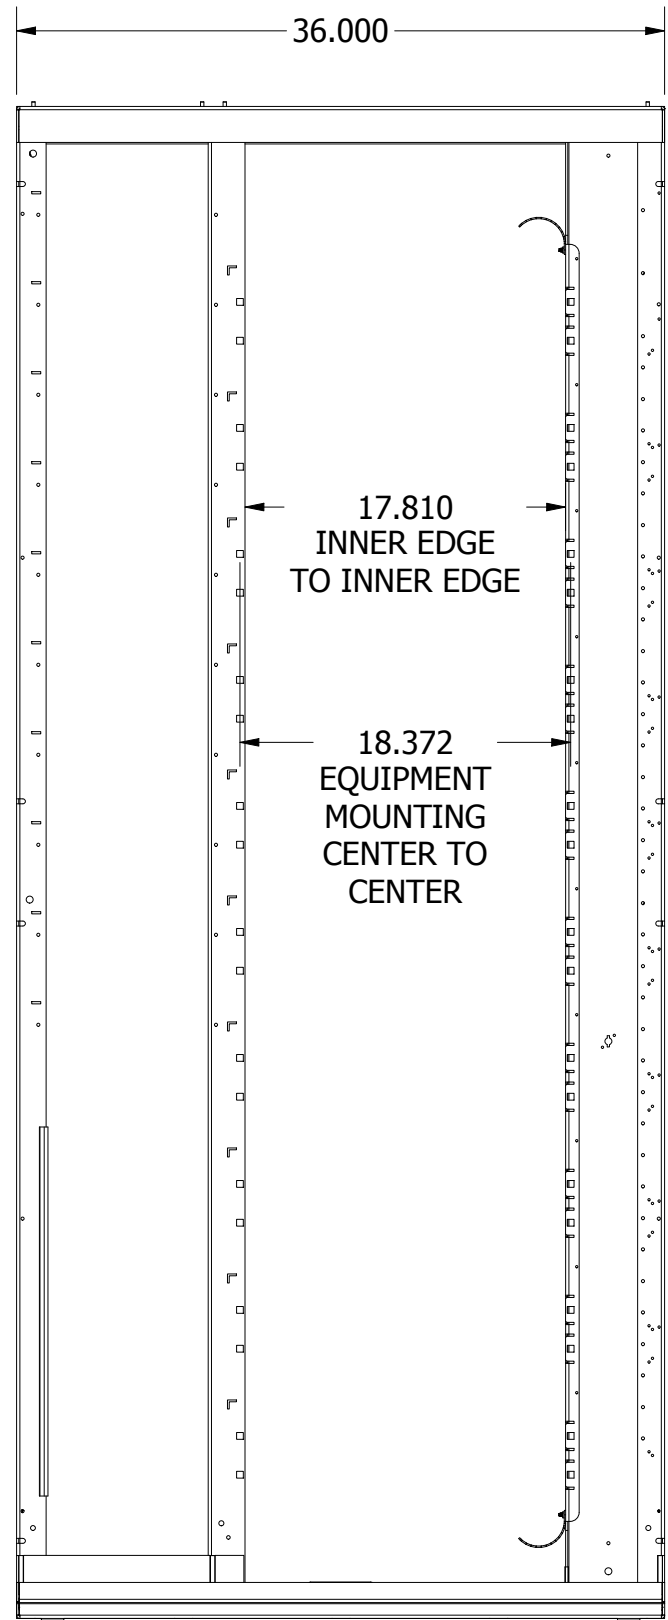 36.000
17.810
INNER EDGE
TO INNER EDGE
18.372
EQUIPMENT
MOUNTING
CENTER TO
CENTER